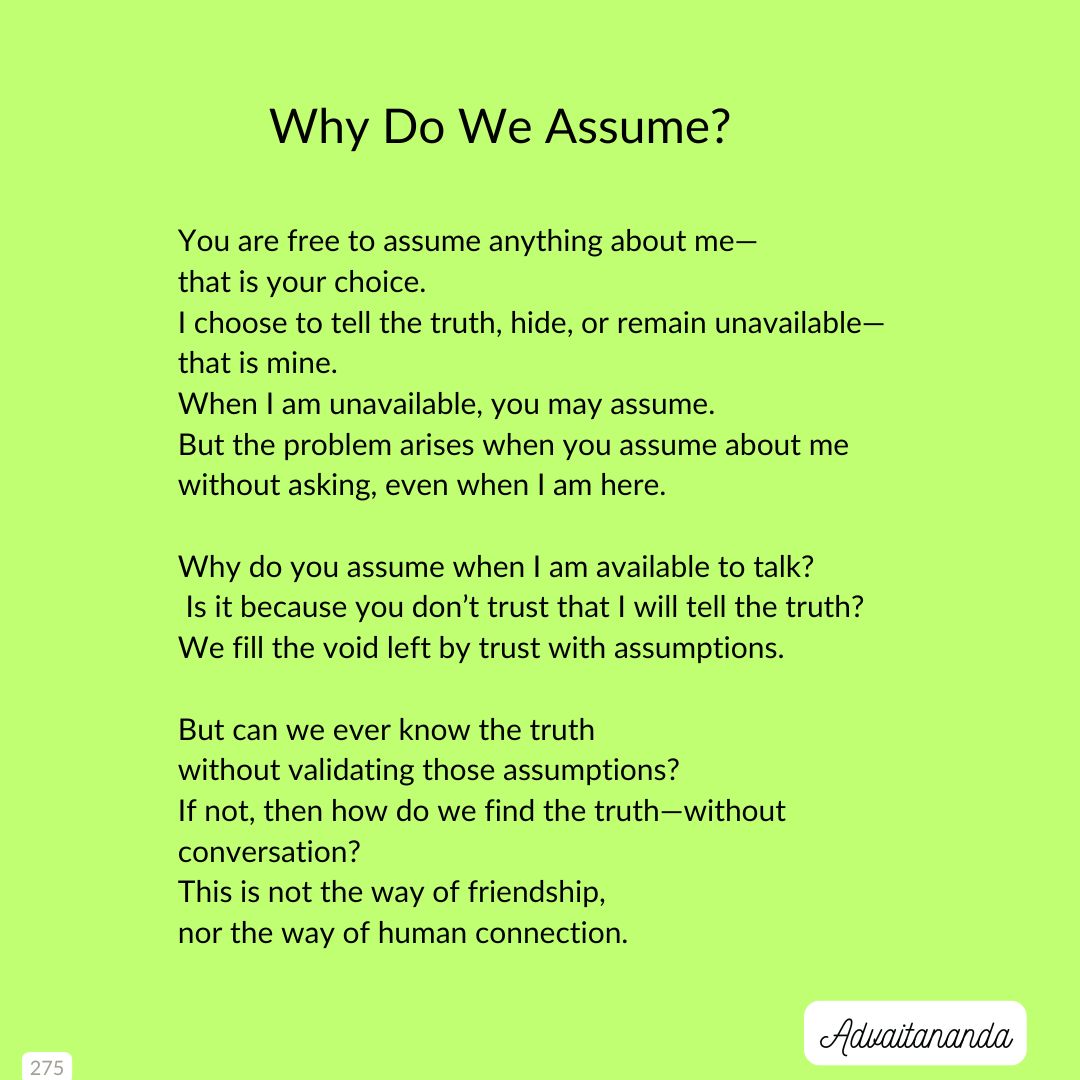 Why Do We Assume?
You are free to assume anything about me—
that is your choice.
I choose to tell the truth, hide, or remain unavailable—
that is mine.
When I am unavailable, you may assume.
But the problem arises when you assume about me
without asking, even when I am here.
Why do you assume when I am available to talk?
Is it because you don’t trust that I will tell the truth?
We fill the void left by trust with assumptions.
But can we ever know the truth
without validating those assumptions?
If not, then how do we find the truth—without
conversation?
This is not the way of friendship,
nor the way of human connection.
Advaitananda
275